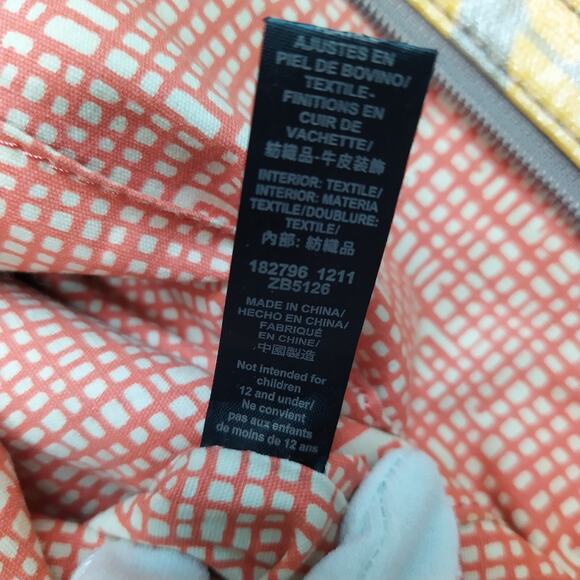 AJUSTES EN
PIEL DE BOVINO/
TEXTILE-
FINITIONS EN
CUIR DE
VACHETTE/
紡織品-牛皮装飾
INTERIOR: TEXTILE/
INTERIOR: MATERIA
TEXTILE/DOUBLURE:
TEXTILE/
內部: 紡織品
182796 1211
ZB5126
MADE IN CHINA/
HECHO EN CHINA/
FABRIQUÉ
EN CHINE/
中國製造
Not intended for
children
12 and under/
Ne convient
pas aux enfants
de moins de 12 ans